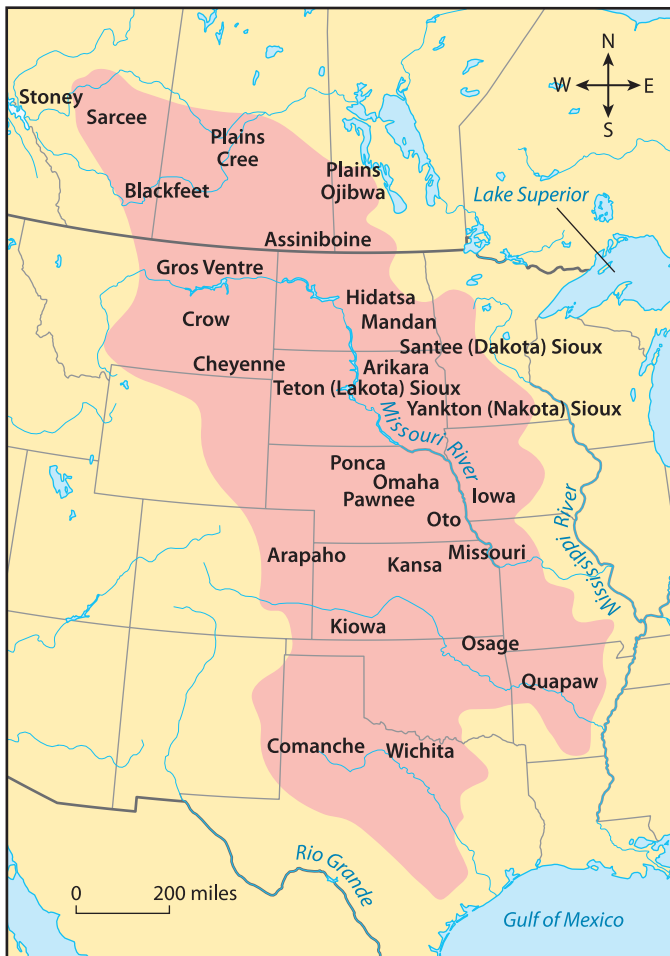 N
W
E
S
Stoney
Sarcee
Plains
Cree
Plains
Ojibwa
Blackfeet
Lake Superior
Assiniboine
Gros Ventre
Hidatsa
Crow
Mandan
Santee (Dakota) Sioux
Cheyenne
Arikara
Teton (Lakota) Sioux
Yankton (Nakota) Sioux
Missouri River
Ponca
Omaha
Pawnee
Iowa
Oto
Mississippi River
Arapaho
Kansa
Missouri
Kiowa
Osage
Quapaw
Comanche
Wichita
Rio Grande
0
200 miles
Gulf of Mexico